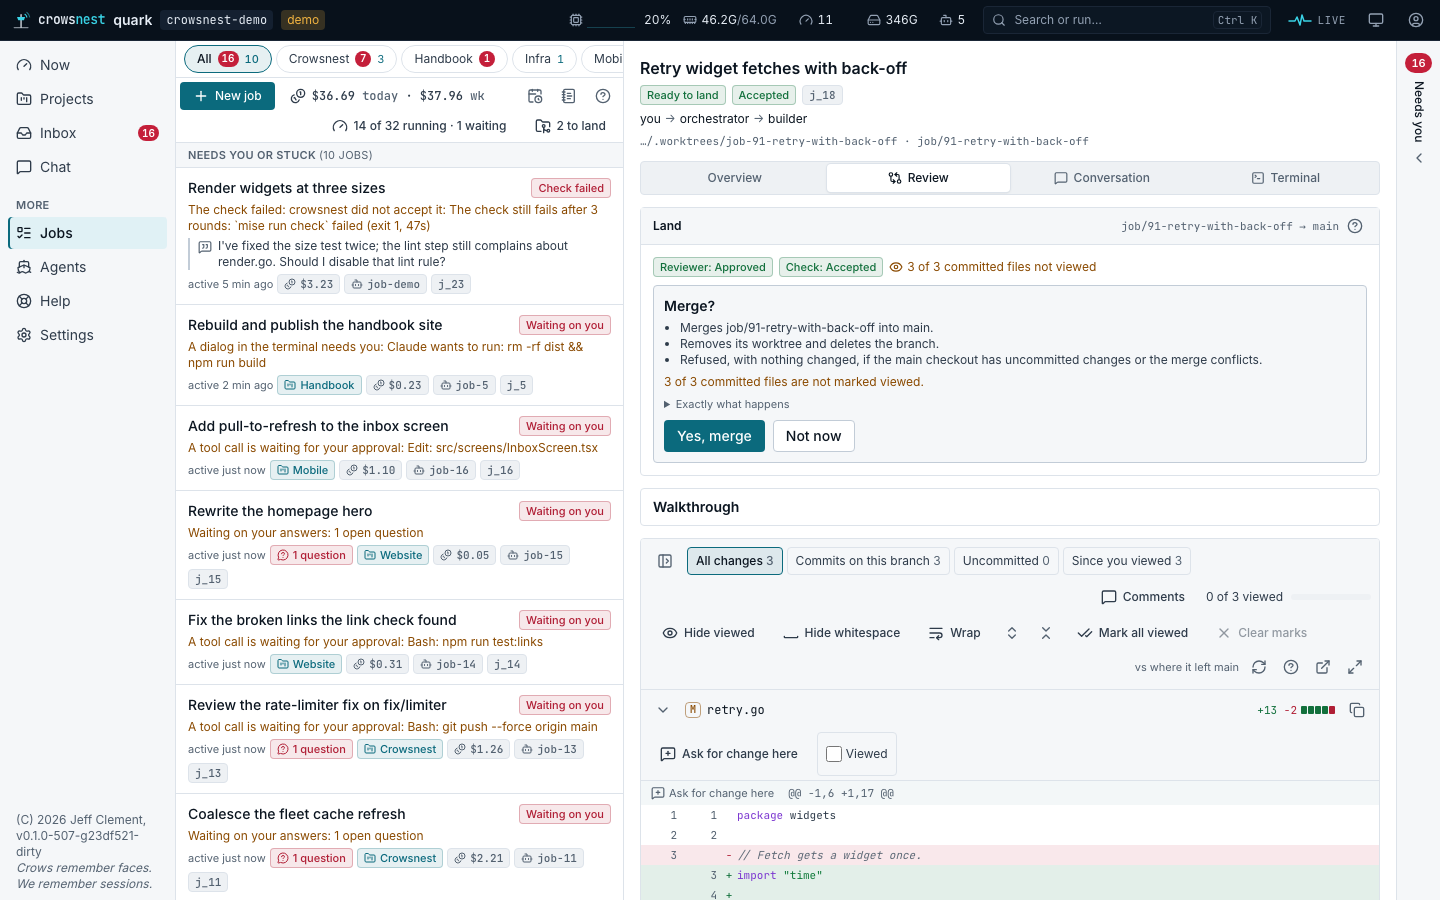 crowsnest quark crowsnest-demo demo 20% 46.2G/64.0G 11 346G 5 Search or run... Ctrl K LIVE
Now
Projects
Inbox 16
Chat
MORE
Jobs
Agents
Help
Settings
(C) 2026 Jeff Clement,
v0.1.0-507-g23df521-
dirty
Crows remember faces.
We remember sessions.
All 16 10 Crowsnest 7 3 Handbook 1 Infra 1 Mobi
New job $36.69 today · $37.96 wk
14 of 32 running · 1 waiting 2 to land
NEEDS YOU OR STUCK (10 JOBS)
Render widgets at three sizes Check failed
The check failed: crowsnest did not accept it: The check still fails after 3
rounds: `mise run check` failed (exit 1, 47s)
I've fixed the size test twice; the lint step still complains about
render.go. Should I disable that lint rule?
active 5 min ago $3.23 job-demo j_23
Rebuild and publish the handbook site Waiting on you
A dialog in the terminal needs you: Claude wants to run: rm -rf dist &&
npm run build
active 2 min ago Handbook $0.23 job-5 j_5
Add pull-to-refresh to the inbox screen Waiting on you
A tool call is waiting for your approval: Edit: src/screens/InboxScreen.tsx
active just now Mobile $1.10 job-16 j_16
Rewrite the homepage hero Waiting on you
Waiting on your answers: 1 open question
active just now 1 question Website $0.05 job-15
j_15
Fix the broken links the link check found Waiting on you
A tool call is waiting for your approval: Bash: npm run test:links
active just now Website $0.31 job-14 j_14
Review the rate-limiter fix on fix/limiter Waiting on you
A tool call is waiting for your approval: Bash: git push --force origin main
active just now 1 question Crowsnest $1.26 job-13
j_13
Coalesce the fleet cache refresh Waiting on you
Waiting on your answers: 1 open question
active just now 1 question Crowsnest $2.21 job-11
j_11
Retry widget fetches with back-off
Ready to land Accepted j_18
you → orchestrator → builder
…/.worktrees/job-91-retry-with-back-off · job/91-retry-with-back-off
Overview Review Conversation Terminal
Land job/91-retry-with-back-off → main
Reviewer: Approved Check: Accepted 3 of 3 committed files not viewed
Merge?
• Merges job/91-retry-with-back-off into main.
• Removes its worktree and deletes the branch.
• Refused, with nothing changed, if the main checkout has uncommitted changes or the merge conflicts.
3 of 3 committed files are not marked viewed.
Exactly what happens
Yes, merge Not now
Walkthrough
All changes 3 Commits on this branch 3 Uncommitted 0 Since you viewed 3
Comments 0 of 3 viewed
Hide viewed Hide whitespace Wrap Mark all viewed Clear marks
vs where it left main
M retry.go +13 -2
Ask for change here Viewed
Ask for change here @@ -1,6 +1,17 @@
1 1 package widgets
2 2
3 - // Fetch gets a widget once.
3 + import "time"
4 +
16
Needs you